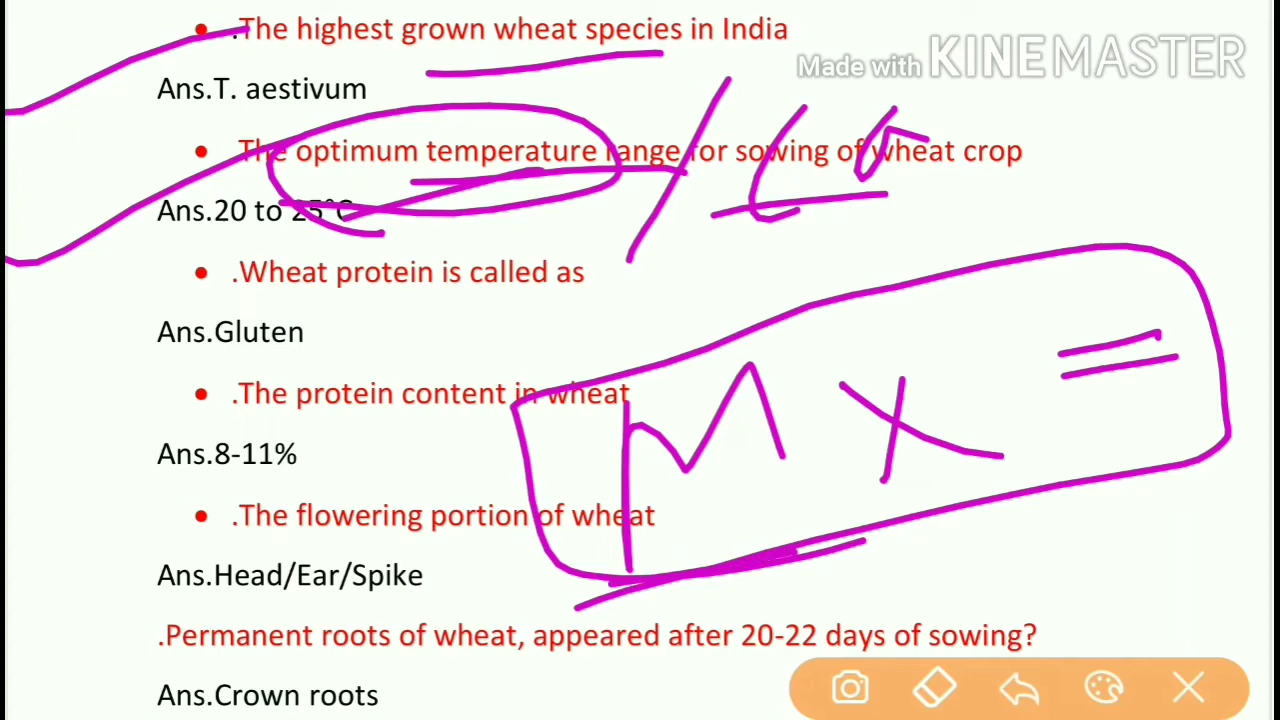 .The highest grown wheat species in India
Made with KINEMASTER
Ans.T. aestivum
The optimum temperature range for sowing of wheat crop
Ans.20 to 25°C
.Wheat protein is called as
Ans.Gluten
.The protein content in wheat
Ans.8-11%
.The flowering portion of wheat
Ans.Head/Ear/Spike
.Permanent roots of wheat, appeared after 20-22 days of sowing?
Ans.Crown roots